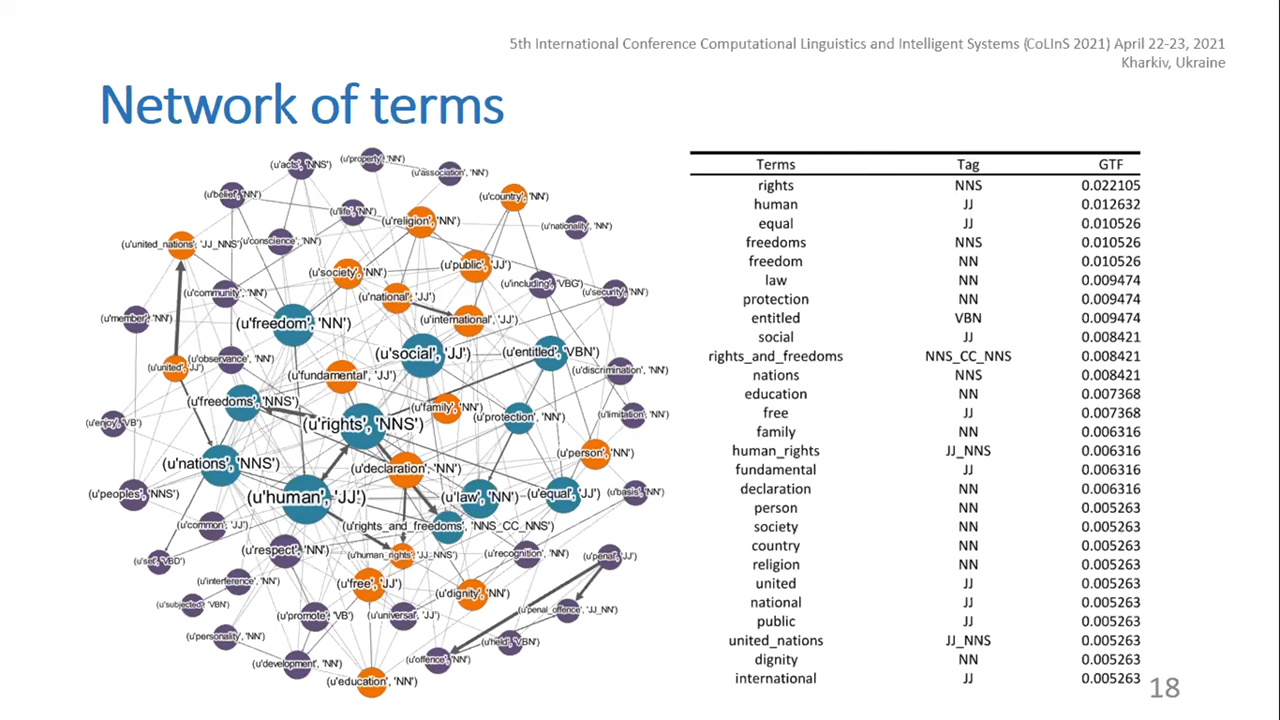 5th International Conference Computational Linguistics and Intelligent Systems (CoLInS 2021) April 22-23, 2021
Kharkiv, Ukraine
Network of terms
(u'acts', 'NNS')
(u'property', 'NN')
(u'association', 'NN')
(u'belief', 'NN')
(u'country', 'NN')
(u'life', 'NN')
(u'religion', 'NN')
(u'nationality', 'NN')
(u'united_nations', 'JJ_NNS')
(u'conscience', 'NN')
(u'society', 'NN')
(u'public', 'JJ')
(u'including', 'VBG')
(u'security', 'NN')
(u'community', 'NN')
(u'national', 'JJ')
(u'member', 'NN')
(u'freedom', 'NN')
(u'international', 'JJ')
(u'social', 'JJ')
(u'entitled', 'VBN')
(u'observance', 'NN')
(u'united', 'JJ')
(u'fundamental', 'JJ')
(u'discrimination', 'NN')
(u'freedoms', 'NNS')
(u'family', 'NN')
(u'protection', 'NN')
(u'limitation', 'NN')
(u'enjoy', 'VB')
(u'rights', 'NNS')
(u'person', 'NN')
(u'nations', 'NNS')
(u'declaration', 'NN')
(u'peoples', 'NNS')
(u'human', 'JJ')
(u'law', 'NN')
(u'equal', 'JJ')
(u'basis', 'NN')
(u'common', 'JJ')
(u'rights_and_freedoms', 'NNS_CC_NNS')
(u'set', 'VBD')
(u'respect', 'NN')
(u'human_rights', 'JJ_NNS')
(u'recognition', 'NN')
(u'penal', 'JJ')
(u'interference', 'NN')
(u'free', 'JJ')
(u'dignity', 'NN')
(u'subjected', 'VBN')
(u'promote', 'VB')
(u'universal', 'JJ')
(u'penal_offence', 'JJ_NN')
(u'personality', 'NN')
(u'held', 'VBN')
(u'development', 'NN')
(u'offence', 'NN')
(u'education', 'NN')
Terms Tag GTF
rights NNS 0.022105
human JJ 0.012632
equal JJ 0.010526
freedoms NNS 0.010526
freedom NN 0.010526
law NN 0.009474
protection NN 0.009474
entitled VBN 0.009474
social JJ 0.008421
rights_and_freedoms NNS_CC_NNS 0.008421
nations NNS 0.008421
education NN 0.007368
free JJ 0.007368
family NN 0.006316
human_rights JJ_NNS 0.006316
fundamental JJ 0.006316
declaration NN 0.006316
person NN 0.005263
society NN 0.005263
country NN 0.005263
religion NN 0.005263
united JJ 0.005263
national JJ 0.005263
public JJ 0.005263
united_nations JJ_NNS 0.005263
dignity NN 0.005263
international JJ 0.005263
18